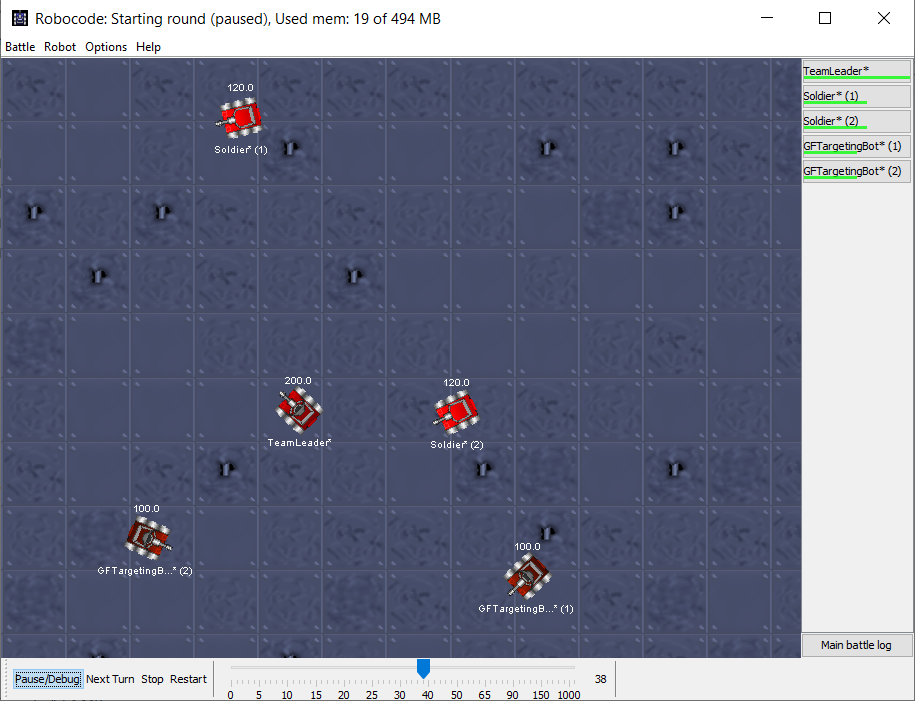 Robocode: Starting round (paused), Used mem: 19 of 494 MB
Battle Robot Options Help
120.0
Soldier* (1)
200.0
TeamLeader*
120.0
Soldier* (2)
100.0
GFTargetingB...* (2)
100.0
GFTargetingB...* (1)
TeamLeader*
Soldier* (1)
Soldier* (2)
GFTargetingBot* (1)
GFTargetingBot* (2)
Main battle log
Pause/Debug Next Turn Stop Restart
38
0 5 10 15 20 25 30 40 50 65 90 150 1000